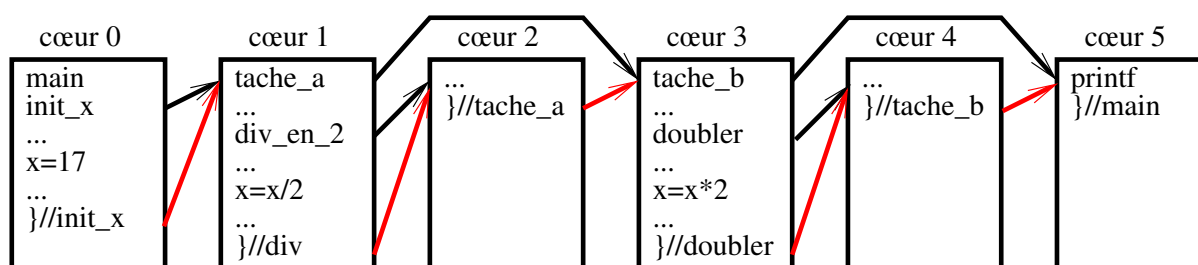 cœur 0
main
init_x
...
x=17
...
}//init_x
cœur 1
tache_a
...
div_en_2
...
x=x/2
...
}//div
cœur 2
...
}//tache_a
cœur 3
tache_b
...
doubler
...
x=x*2
...
}//doubler
cœur 4
...
}//tache_b
cœur 5
printf
}//main